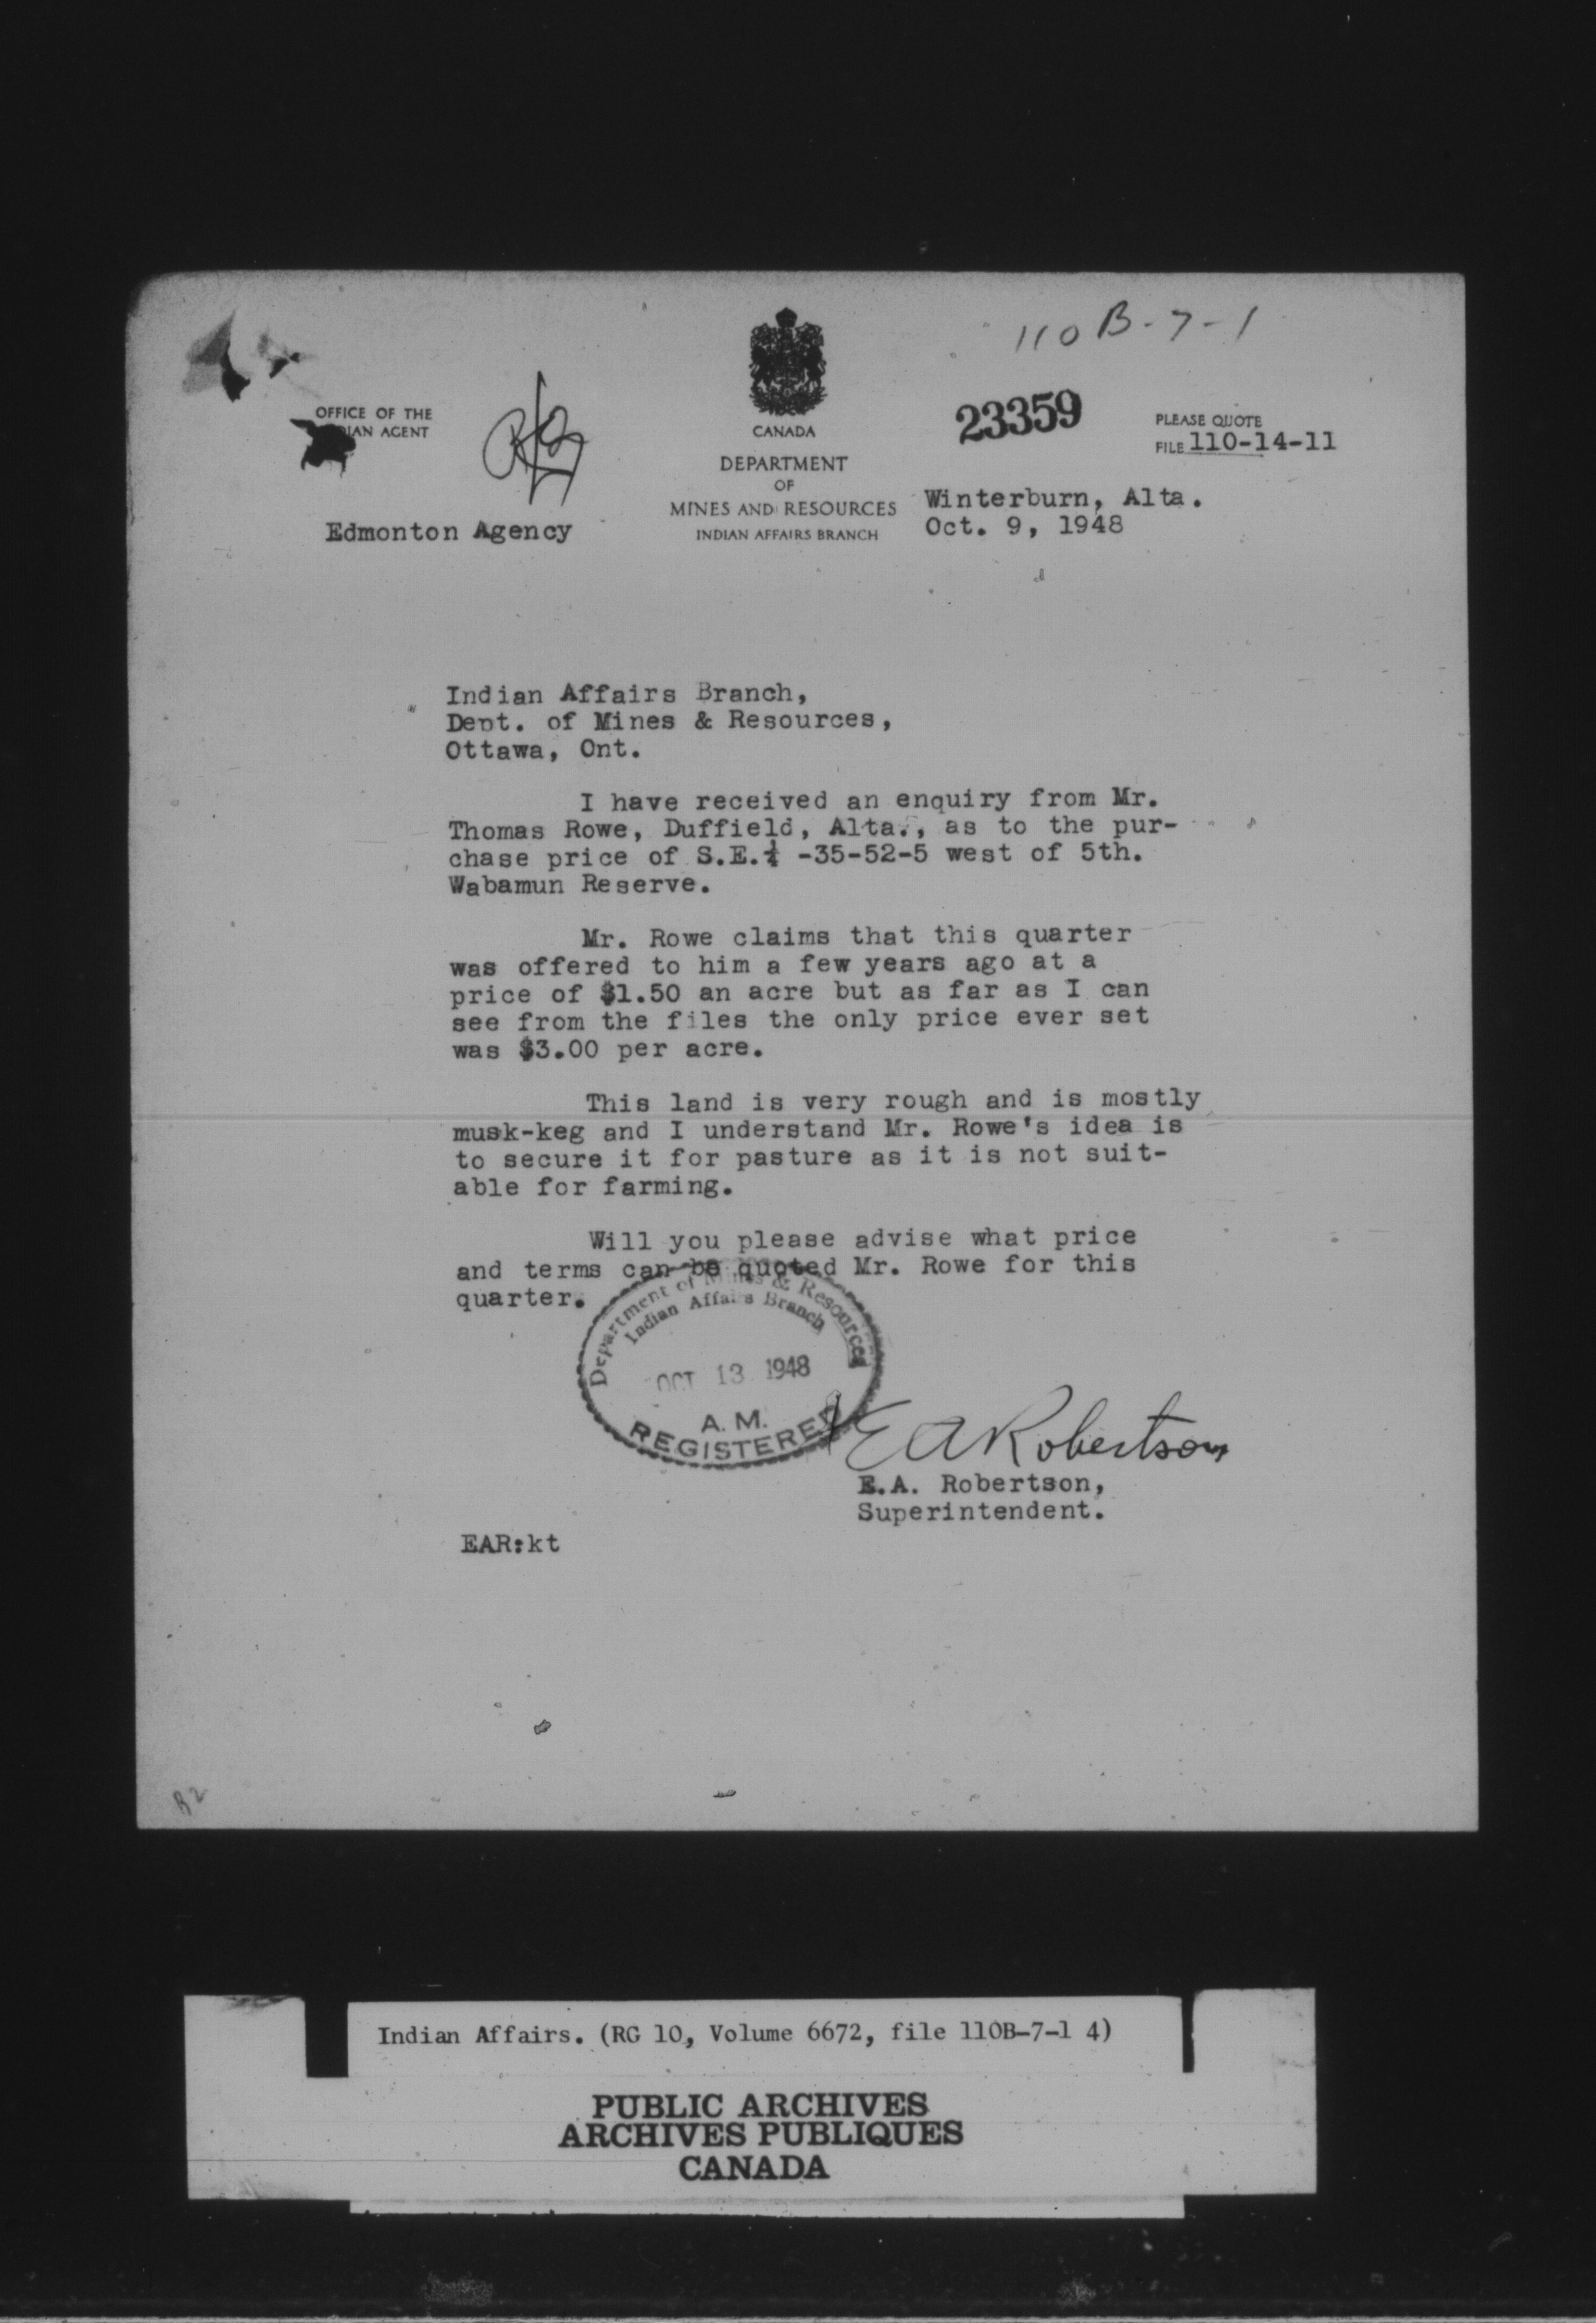 110 B-7-1
OFFICE OF THE
DIAN AGENT
Edmonton Agency
CANADA
DEPARTMENT
OF
MINES AND RESOURCES
INDIAN AFFAIRS BRANCH
23359
PLEASE QUOTE
FILE 110-14-11
Winterburn, Alta.
Oct. 9, 1948
Indian Affairs Branch,
Dept. of Mines & Resources,
Ottawa, Ont.
I have received an enquiry from Mr.
Thomas Rowe, Duffield, Alta., as to the pur-
chase price of S.E.¼ -35-52-5 west of 5th.
Wabamun Reserve.
Mr. Rowe claims that this quarter
was offered to him a few years ago at a
price of $1.50 an acre but as far as I can
see from the files the only price ever set
was $3.00 per acre.
This land is very rough and is mostly
musk-keg and I understand Mr. Rowe's idea is
to secure it for pasture as it is not suit-
able for farming.
Will you please advise what price
and terms can be quoted Mr. Rowe for this
quarter.
Department of Mines & Resources
Indian Affairs Branch
OCT 13 1948
A. M.
REGISTERED
E A Robertson
E.A. Robertson,
Superintendent.
EAR:kt
B2
Indian Affairs. (RG 10, Volume 6672, file 110B-7-1 4)
PUBLIC ARCHIVES
ARCHIVES PUBLIQUES
CANADA